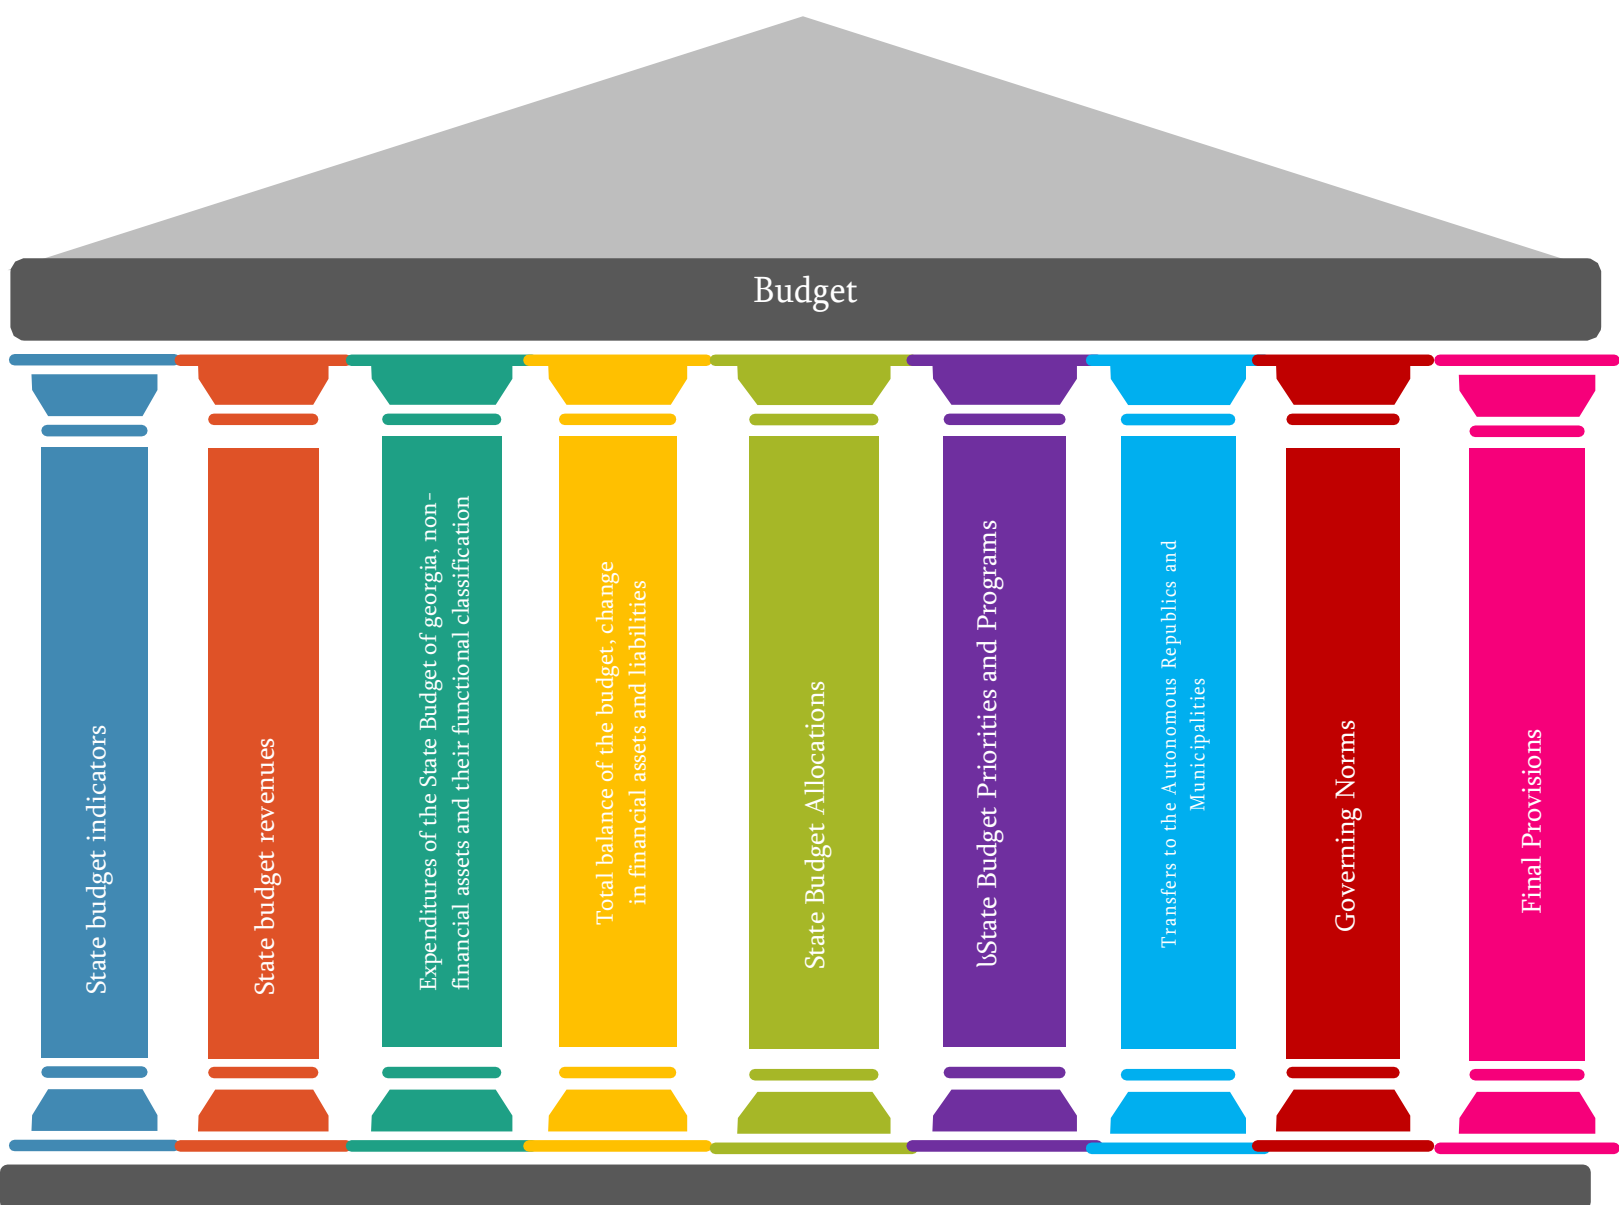 Budget
State budget indicators
State budget revenues
Expenditures of the State Budget of georgia, non-
financial assets and their functional classification
Total balance of the budget, change
in financial assets and liabilities
State Budget Allocations
სState Budget Priorities and Programs
Transfers to the Autonomous Republics and
Municipalities
Governing Norms
Final Provisions